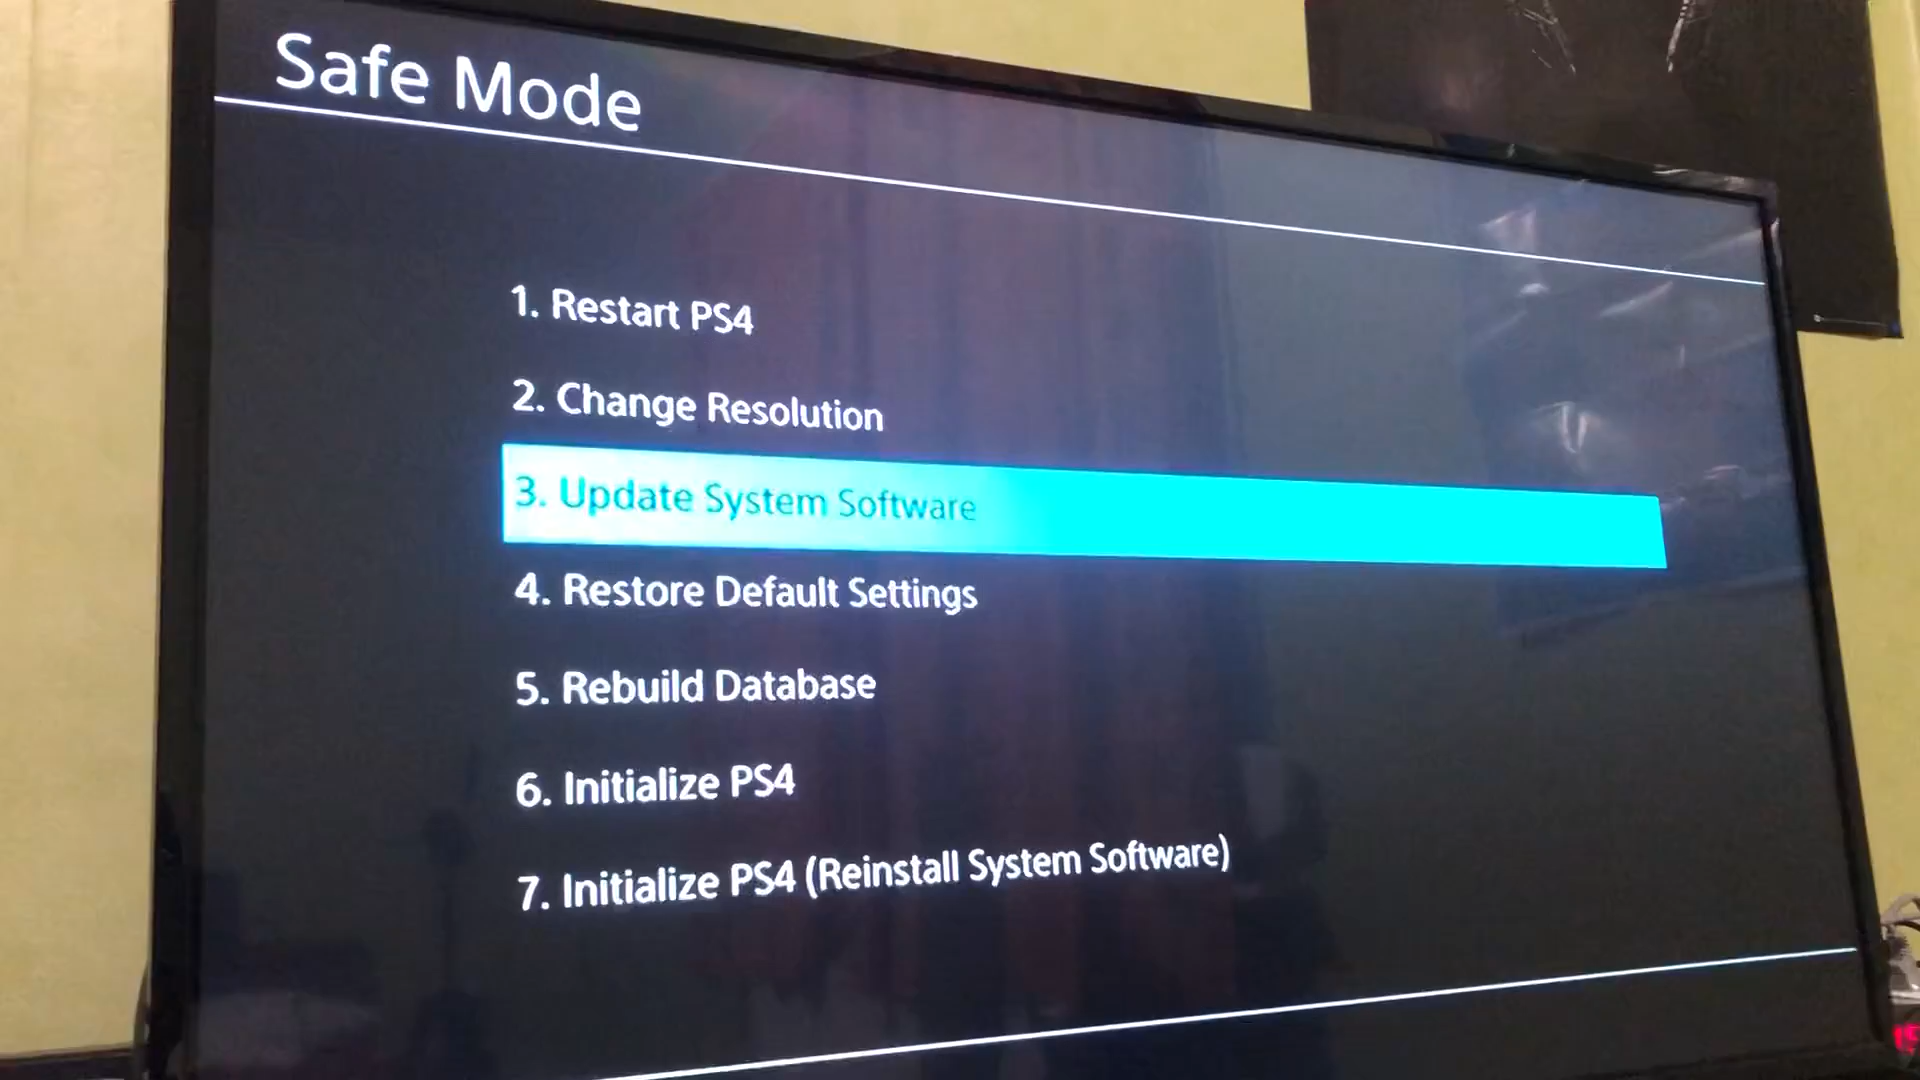 Safe Mode
1. Restart PS4
2. Change Resolution
3. Update System Software
4. Restore Default Settings
5. Rebuild Database
6. Initialize PS4
7. Initialize PS4 (Reinstall System Software)